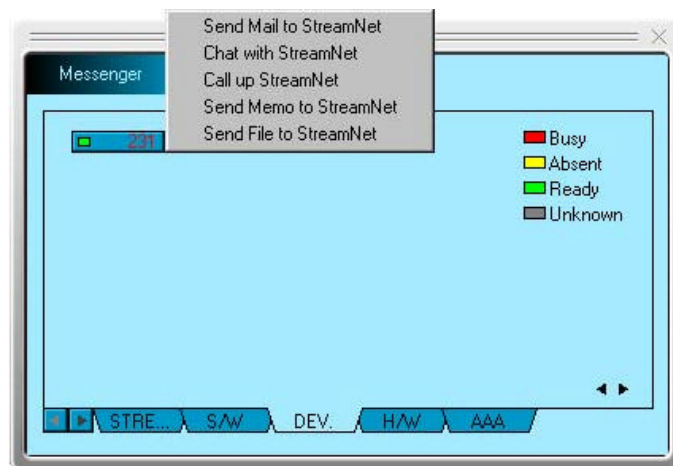 Send Mail to StreamNet
Chat with StreamNet
Call up StreamNet
Send Memo to StreamNet
Send File to StreamNet
Messenger
231
Busy
Absent
Ready
Unknown
STRE... S/W DEV. H/W AAA